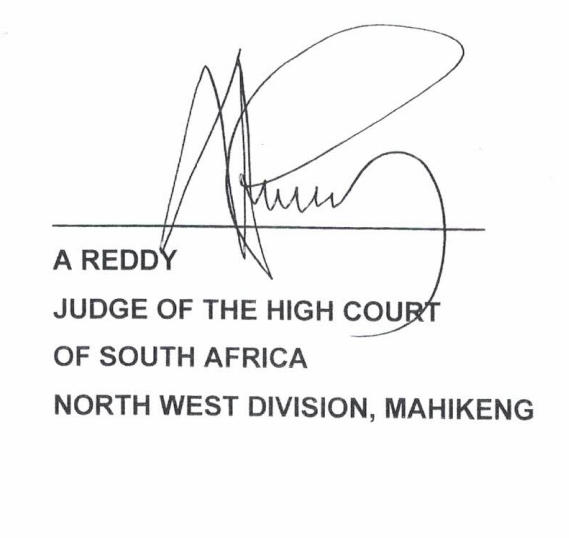 A REDDY
JUDGE OF THE HIGH COURT
OF SOUTH AFRICA
NORTH WEST DIVISION, MAHIKENG